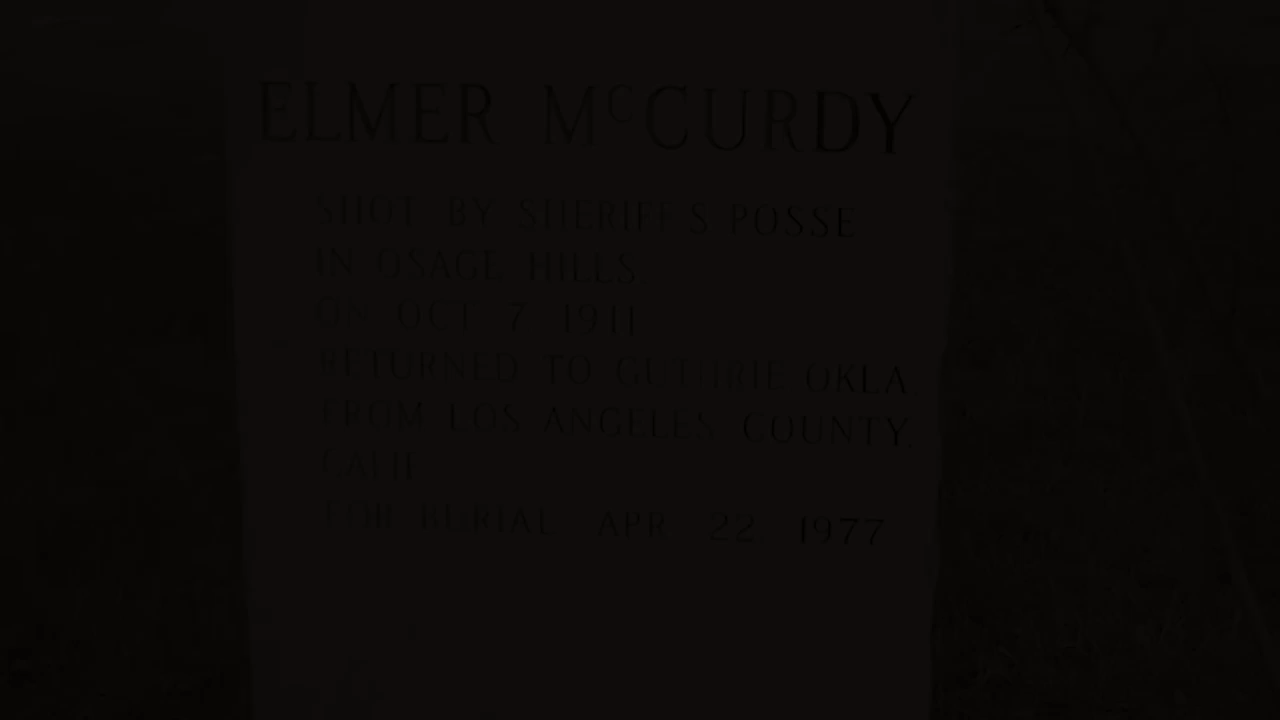 ELMER McCURDY
SHOT BY SHERIFF'S POSSE
IN OSAGE HILLS.
ON OCT 7 1911
RETURNED TO GUTHRIE OKLA.
FROM LOS ANGELES COUNTY,
CALIF
FOR BURIAL APR 22, 1977